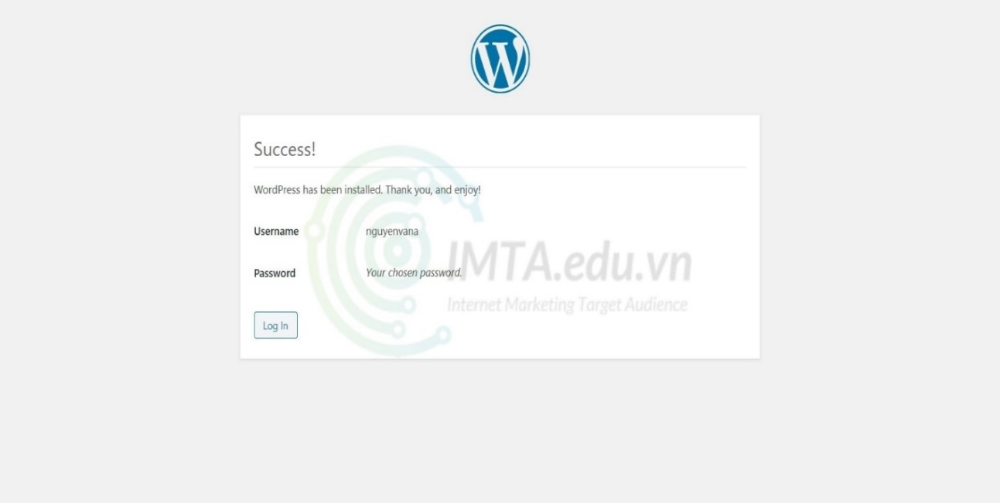 Success!
WordPress has been installed. Thank you, and enjoy!
Username nguyenvana
Password Your chosen password.
IMTA.edu.vn
Internet Marketing Target Audience
Log In